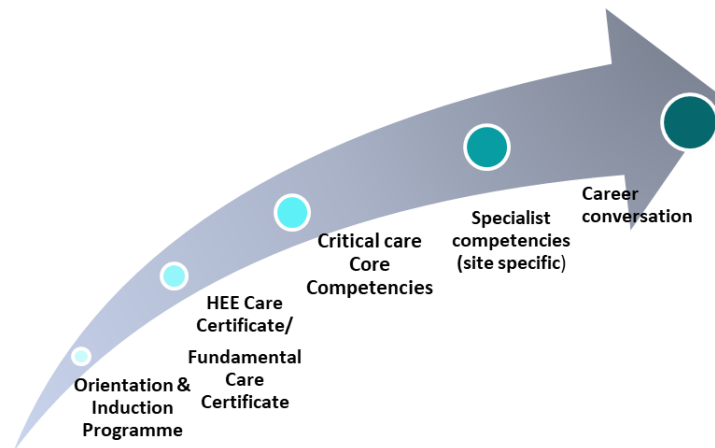 Orientation &
Induction
Programme
HEE Care
Certificate/
Fundamental
Care
Certificate
Critical care
Core
Competencies
Specialist
competencies
(site specific)
Career
conversation